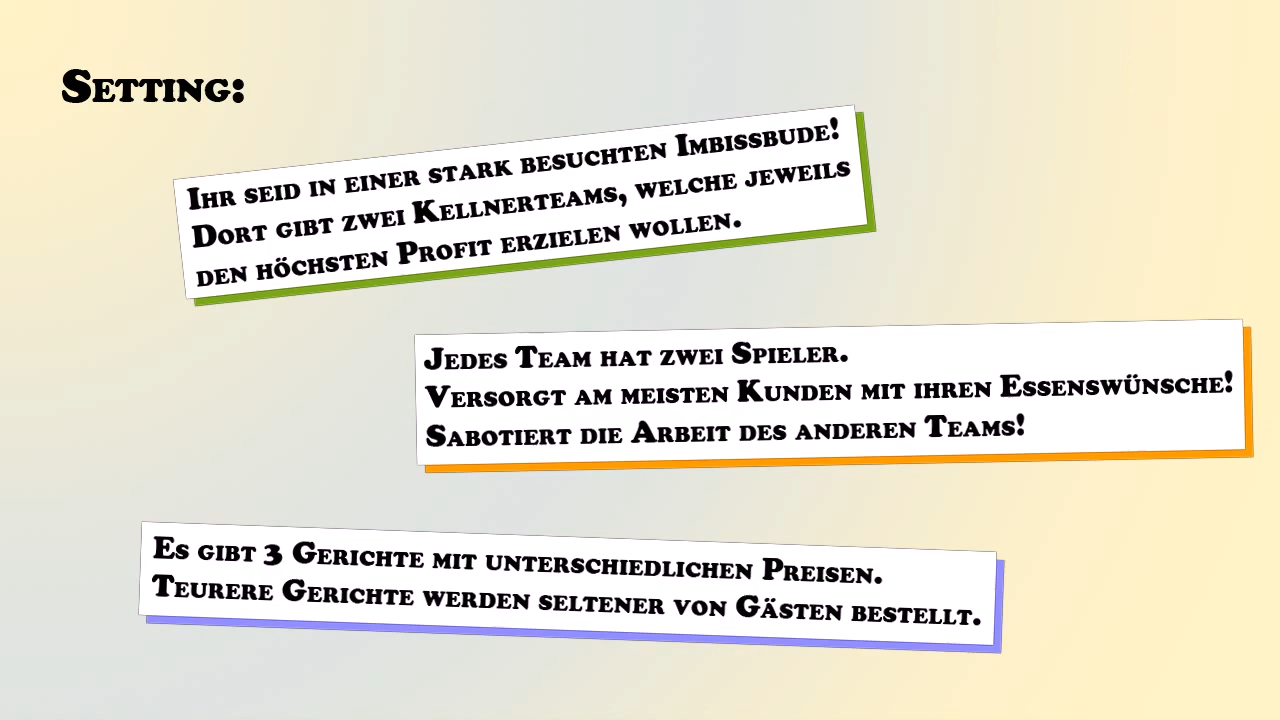 Setting:
Ihr seid in einer stark besuchten Imbissbude!
Dort gibt zwei Kellnerteams, welche jeweils
den höchsten Profit erzielen wollen.
Jedes Team hat zwei Spieler.
Versorgt am meisten Kunden mit ihren Essenswünsche!
Sabotiert die Arbeit des anderen Teams!
Es gibt 3 Gerichte mit unterschiedlichen Preisen.
Teurere Gerichte werden seltener von Gästen bestellt.